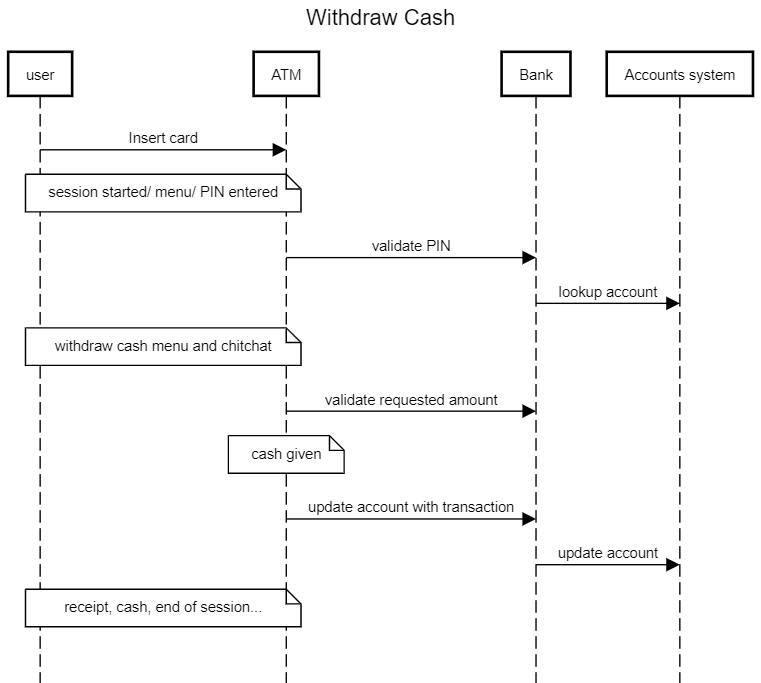 Withdraw Cash
user
ATM
Bank
Accounts system
Insert card
session started/ menu/ PIN entered
validate PIN
lookup account
withdraw cash menu and chitchat
validate requested amount
cash given
update account with transaction
update account
receipt, cash, end of session...